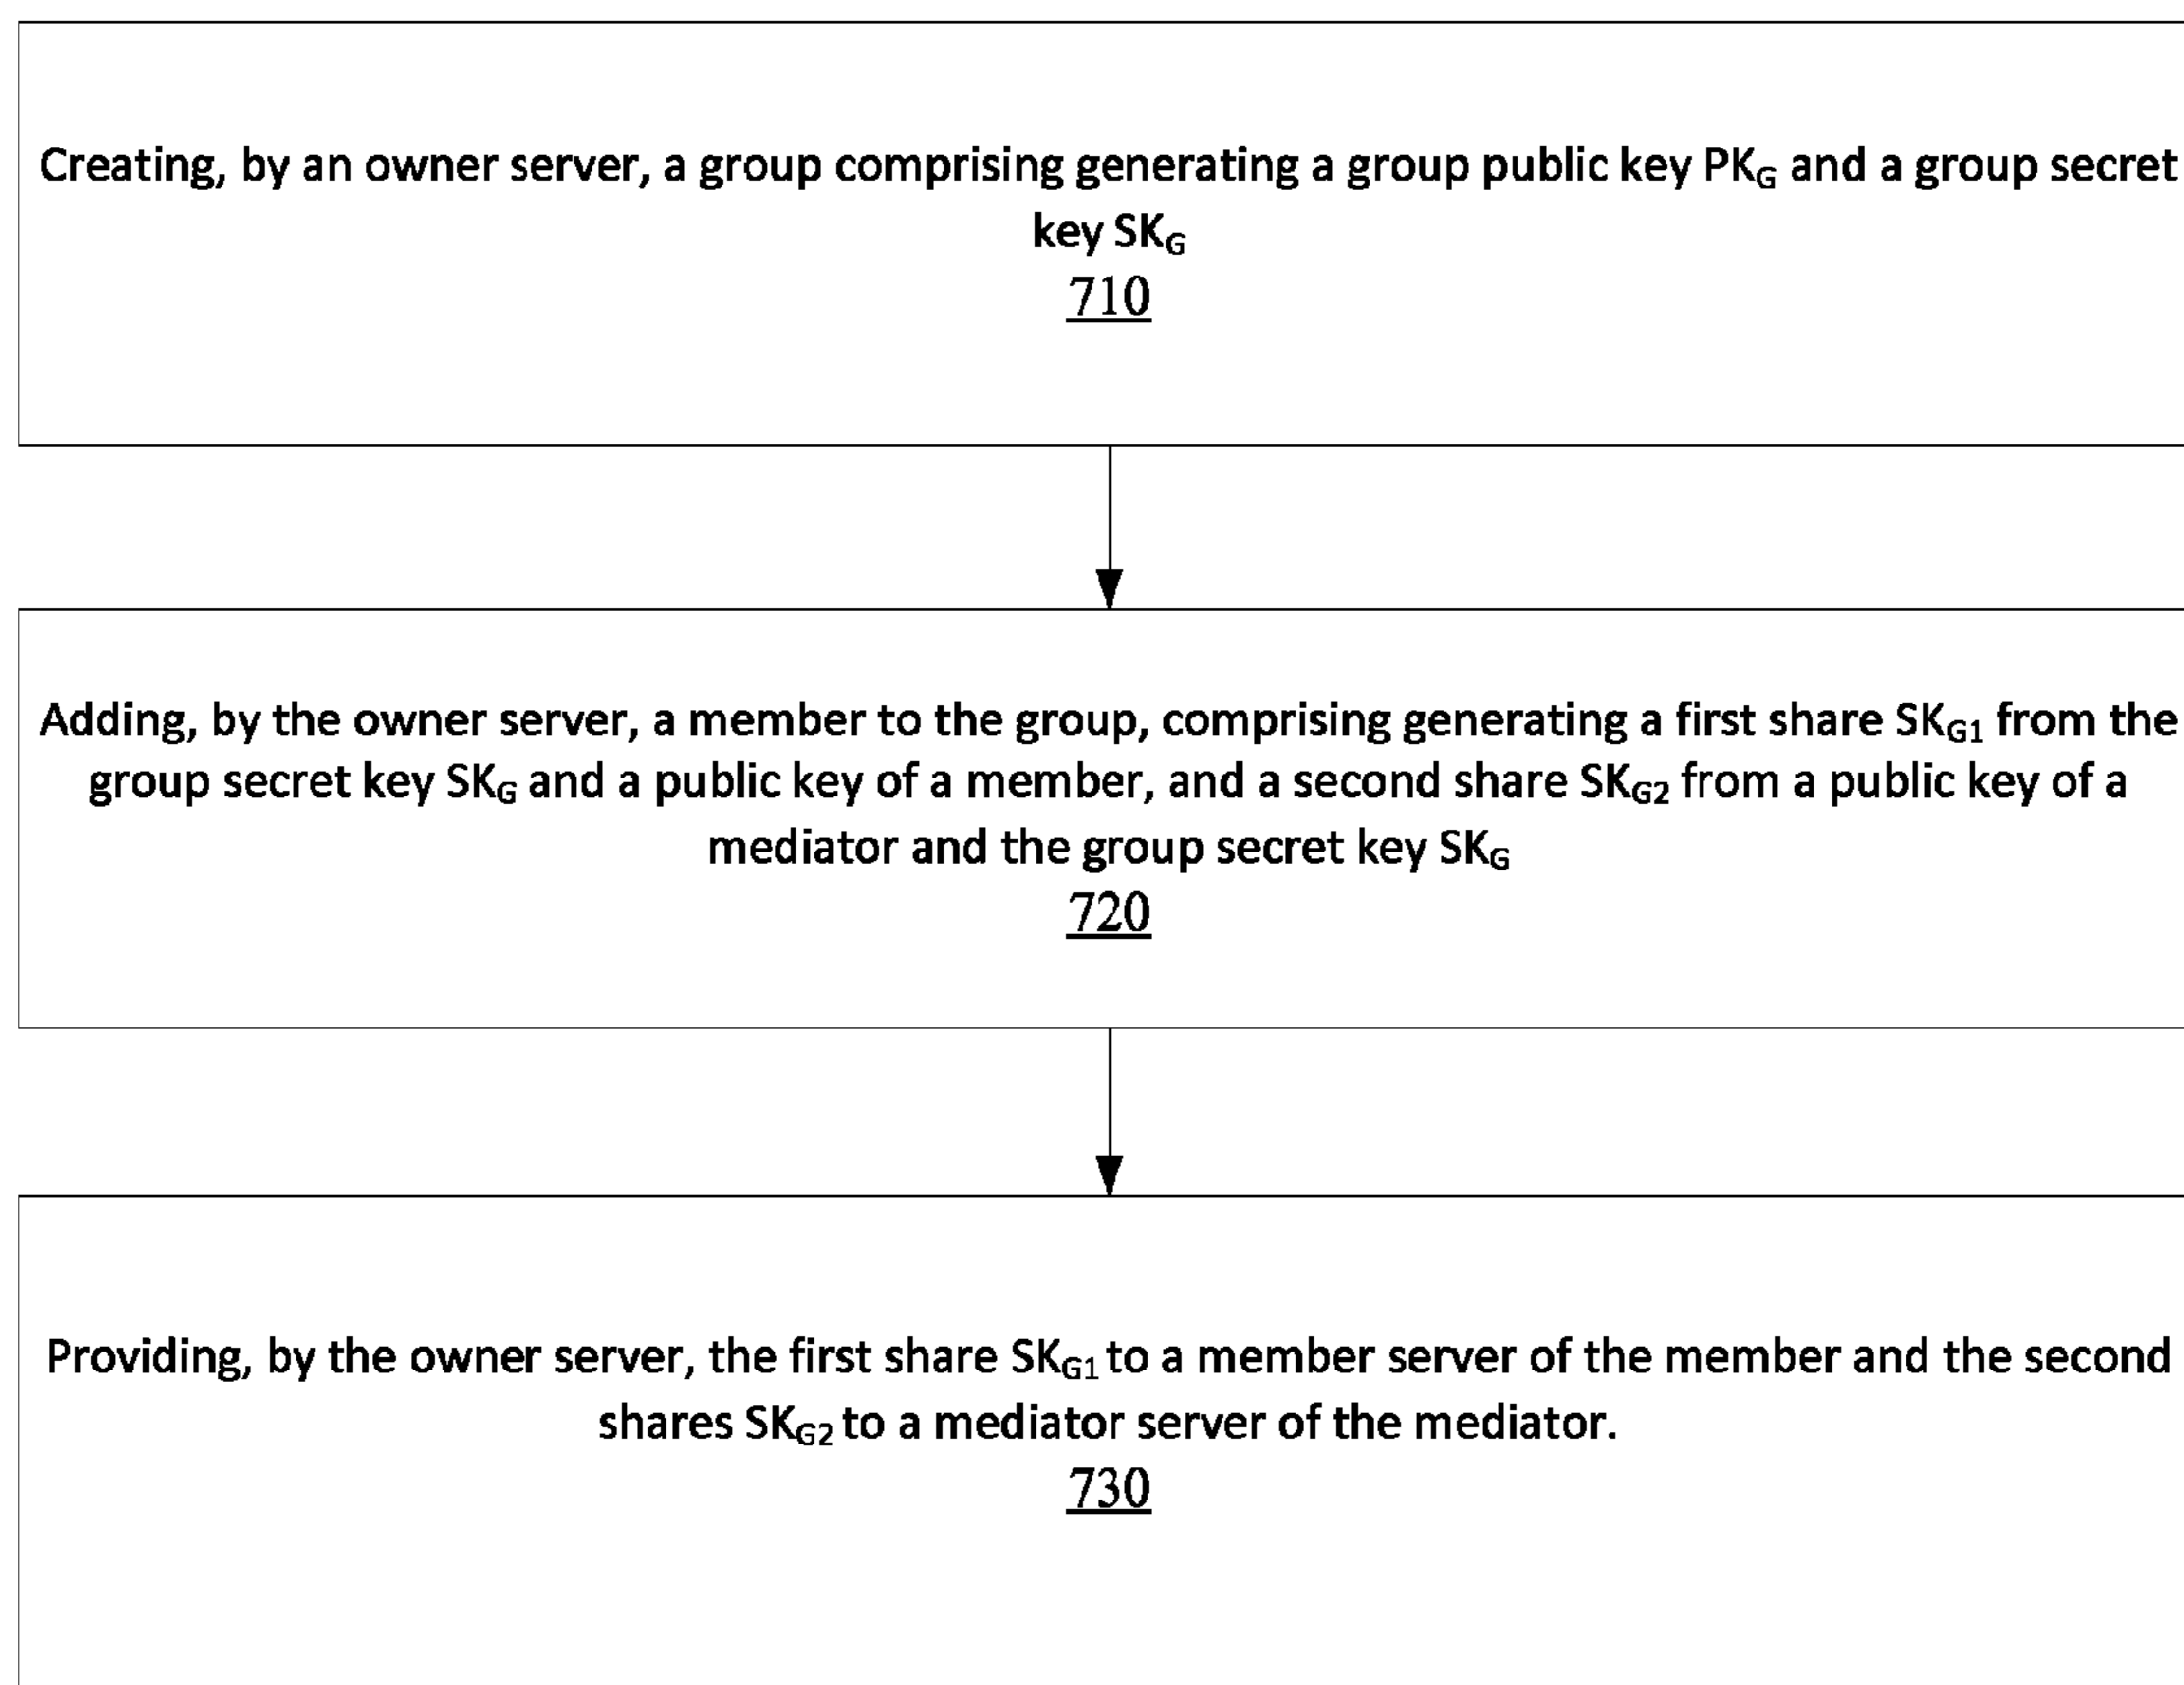 Creating, by an owner server, a group comprising generating a group public key PKG and a group secret
key SKG
710
Adding, by the owner server, a member to the group, comprising generating a first share SKG1 from the
group secret key SKG and a public key of a member, and a second share SKG2 from a public key of a
mediator and the group secret key SKG
720
Providing, by the owner server, the first share SKG1 to a member server of the member and the second
shares SKG2 to a mediator server of the mediator.
730